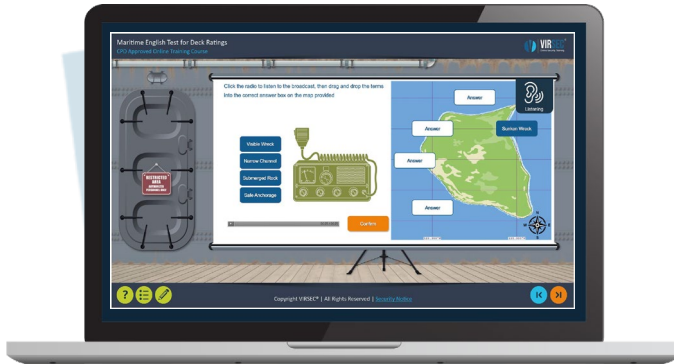 Maritime English Test for Deck Ratings
CPD Approved Online Training Course
VIRSEC
Click the radio to listen to the broadcast, then drag and drop the terms
into the correct answer box on the map provided
Listening
Visible Wreck
Narrow Channel
Submerged Rock
Safe Anchorage
Answer
Answer
Sunken Wreck
Answer
Answer
RESTRICTED
AREA
Confirm
Copyright VIRSEC® | All Rights Reserved | Security Notice